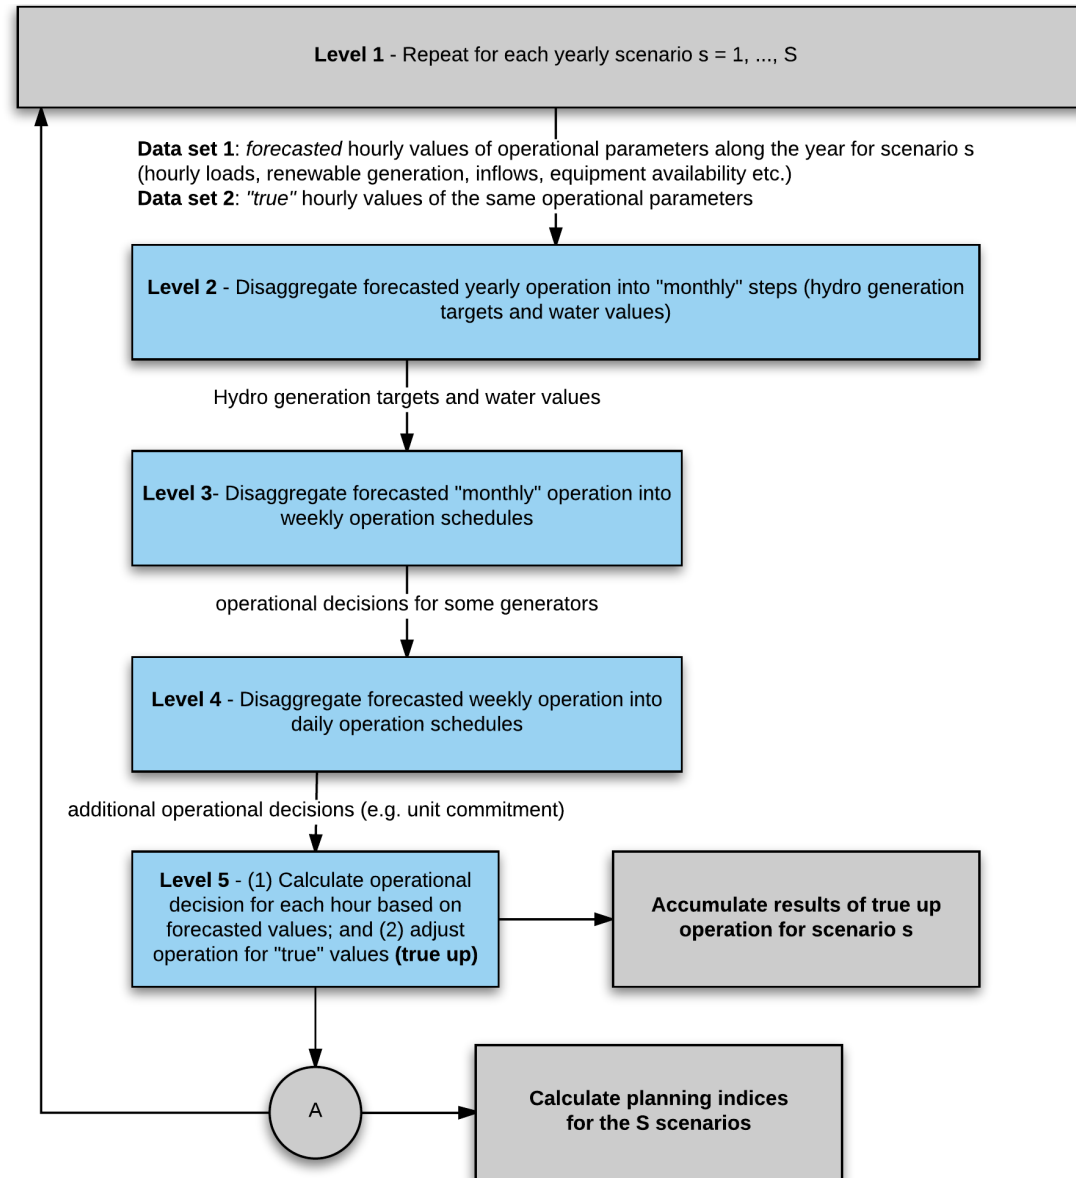 Level 1 - Repeat for each yearly scenario s = 1, ..., S
Data set 1: forecasted hourly values of operational parameters along the year for scenario s
(hourly loads, renewable generation, inflows, equipment availability etc.)
Data set 2: "true" hourly values of the same operational parameters
Level 2 - Disaggregate forecasted yearly operation into "monthly" steps (hydro generation
targets and water values)
Hydro generation targets and water values
Level 3- Disaggregate forecasted "monthly" operation into
weekly operation schedules
operational decisions for some generators
Level 4 - Disaggregate forecasted weekly operation into
daily operation schedules
additional operational decisions (e.g. unit commitment)
Level 5 - (1) Calculate operational
decision for each hour based on
forecasted values; and (2) adjust
operation for "true" values (true up)
Accumulate results of true up
operation for scenario s
A
Calculate planning indices
for the S scenarios